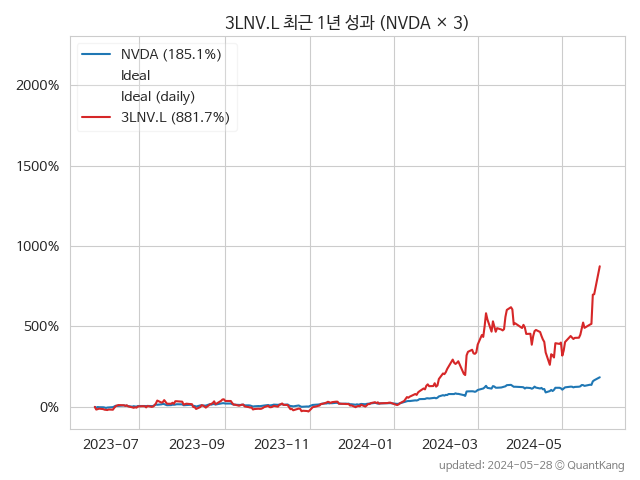 3LNV.L 최근 1년 성과 (NVDA × 3)
NVDA (185.1%)
Ideal
Ideal (daily)
3LNV.L (881.7%)
2000%
1500%
1000%
500%
0%
2023−07 2023−09 2023−11 2024−01 2024−03 2024−05
updated: 2024-05-28 © QuantKang